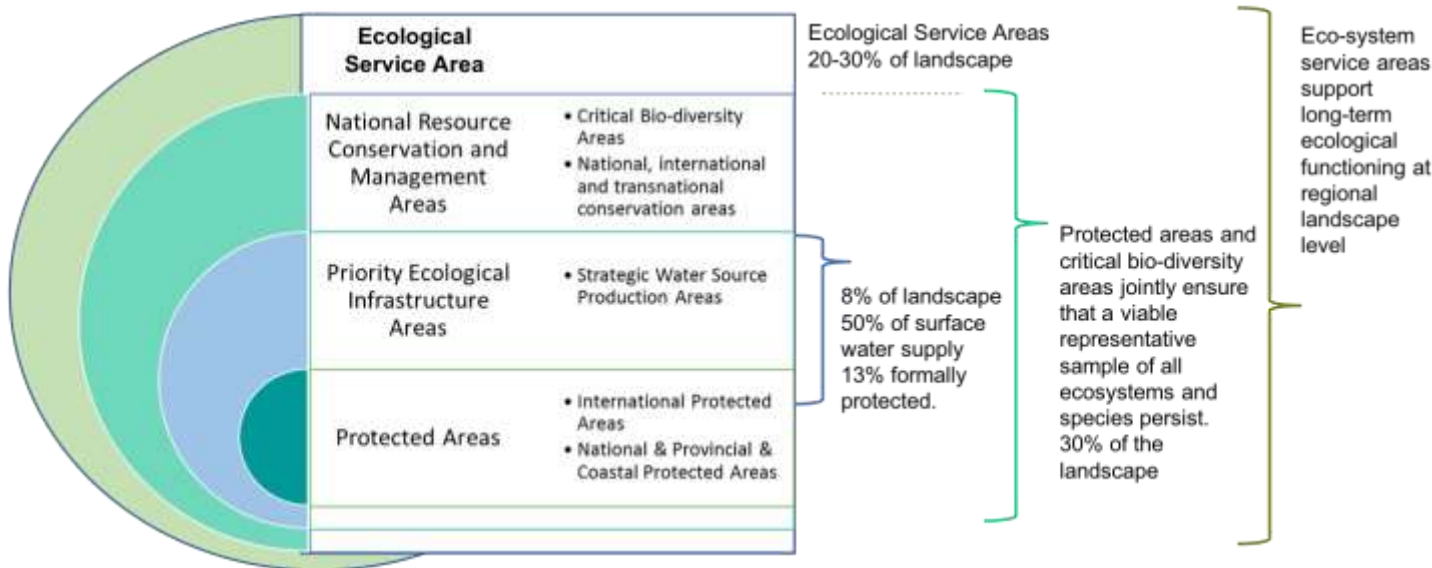 Ecological
Service Area
National Resource
Conservation and
Management
Areas
• Critical Bio-diversity
Areas
• National, international
and transnational
conservation areas
Priority Ecological
Infrastructure
Areas
• Strategic Water Source
Production Areas
Protected Areas
• International Protected
Areas
• National & Provincial &
Coastal Protected Areas
Ecological Service Areas
20-30% of landscape
8% of landscape
50% of surface
water supply
13% formally
protected.
Protected areas and
critical bio-diversity
areas jointly ensure
that a viable
representative
sample of all
ecosystems and
species persist.
30% of the
landscape
Eco-system
service areas
support
long-term
ecological
functioning at
regional
landscape
level